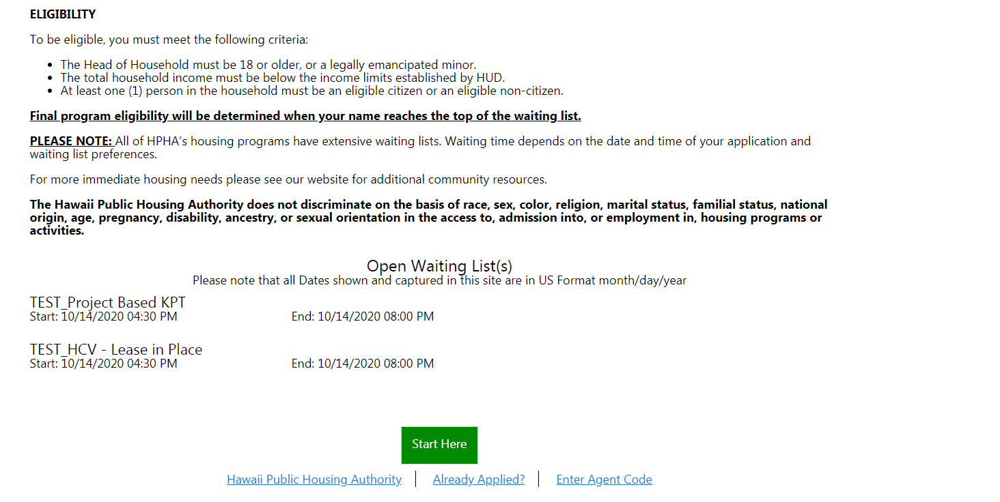 ELIGIBILITY
To be eligible, you must meet the following criteria:
• The Head of Household must be 18 or older, or a legally emancipated minor.
• The total household income must be below the income limits established by HUD.
• At least one (1) person in the household must be an eligible citizen or an eligible non-citizen.
Final program eligibility will be determined when your name reaches the top of the waiting list.
PLEASE NOTE: All of HPHA’s housing programs have extensive waiting lists. Waiting time depends on the date and time of your application and
waiting list preferences.
For more immediate housing needs please see our website for additional community resources.
The Hawaii Public Housing Authority does not discriminate on the basis of race, sex, color, religion, marital status, familial status, national
origin, age, pregnancy, disability, ancestry, or sexual orientation in the access to, admission into, or employment in, housing programs or
activities.
Open Waiting List(s)
Please note that all Dates shown and captured in this site are in US Format month/day/year
TEST_Project Based KPT
Start: 10/14/2020 04:30 PM End: 10/14/2020 08:00 PM
TEST_HCV - Lease in Place
Start: 10/14/2020 04:30 PM End: 10/14/2020 08:00 PM
Start Here
Hawaii Public Housing Authority | Already Applied? | Enter Agent Code